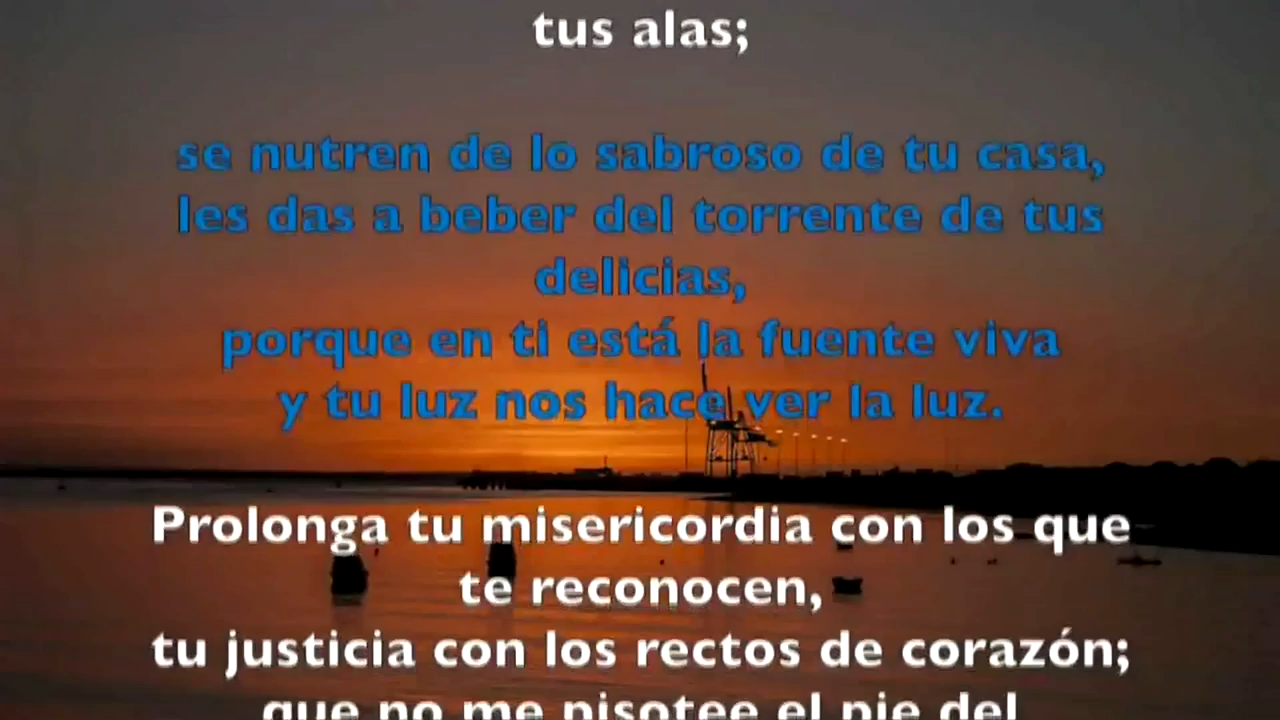 tus alas;
se nutren de lo sabroso de tu casa,
les das a beber del torrente de tus
delicias,
porque en ti está la fuente viva
y tu luz nos hace ver la luz.
Prolonga tu misericordia con los que
te reconocen,
tu justicia con los rectos de corazón;
que no me pisotee el pie del